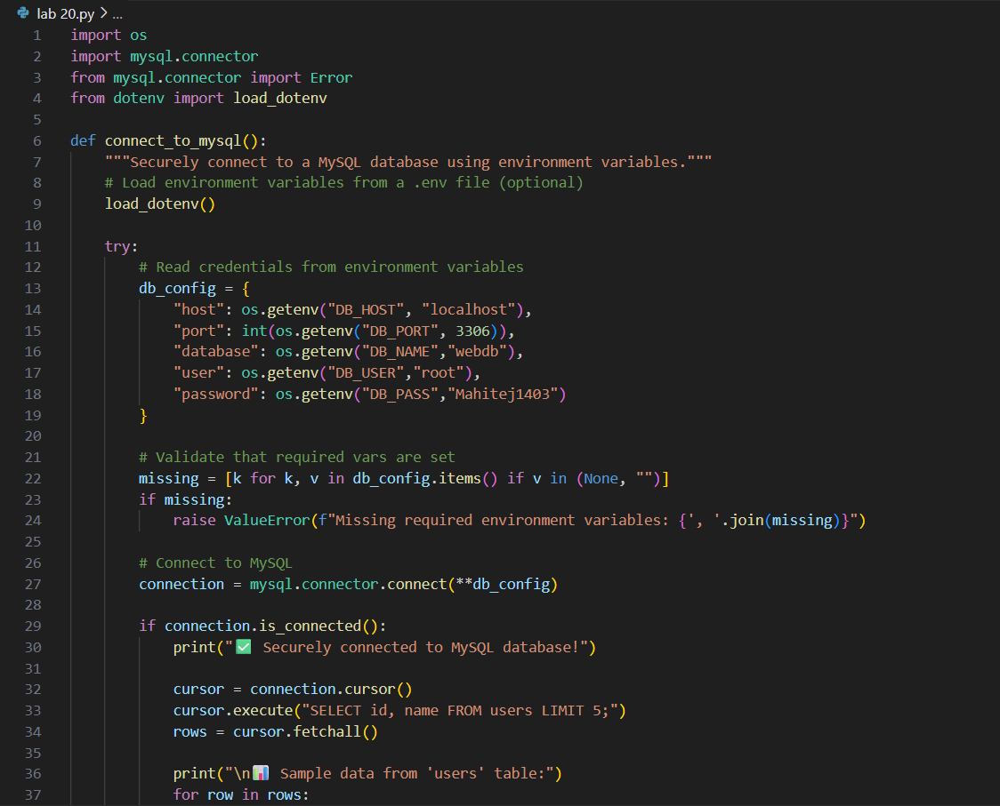 lab 20.py > ...
1 import os
2 import mysql.connector
3 from mysql.connector import Error
4 from dotenv import load_dotenv
5
6 def connect_to_mysql():
7     """Securely connect to a MySQL database using environment variables."""
8     # Load environment variables from a .env file (optional)
9     load_dotenv()
10
11     try:
12         # Read credentials from environment variables
13         db_config = {
14             "host": os.getenv("DB_HOST", "localhost"),
15             "port": int(os.getenv("DB_PORT", 3306)),
16             "database": os.getenv("DB_NAME","webdb"),
17             "user": os.getenv("DB_USER","root"),
18             "password": os.getenv("DB_PASS","Mahitej1403")
19         }
20
21         # Validate that required vars are set
22         missing = [k for k, v in db_config.items() if v in (None, "")]
23         if missing:
24             raise ValueError(f"Missing required environment variables: {', '.join(missing)}")
25
26         # Connect to MySQL
27         connection = mysql.connector.connect(**db_config)
28
29         if connection.is_connected():
30             print("✅ Securely connected to MySQL database!")
31
32             cursor = connection.cursor()
33             cursor.execute("SELECT id, name FROM users LIMIT 5;")
34             rows = cursor.fetchall()
35
36             print("\n📊 Sample data from 'users' table:")
37             for row in rows: